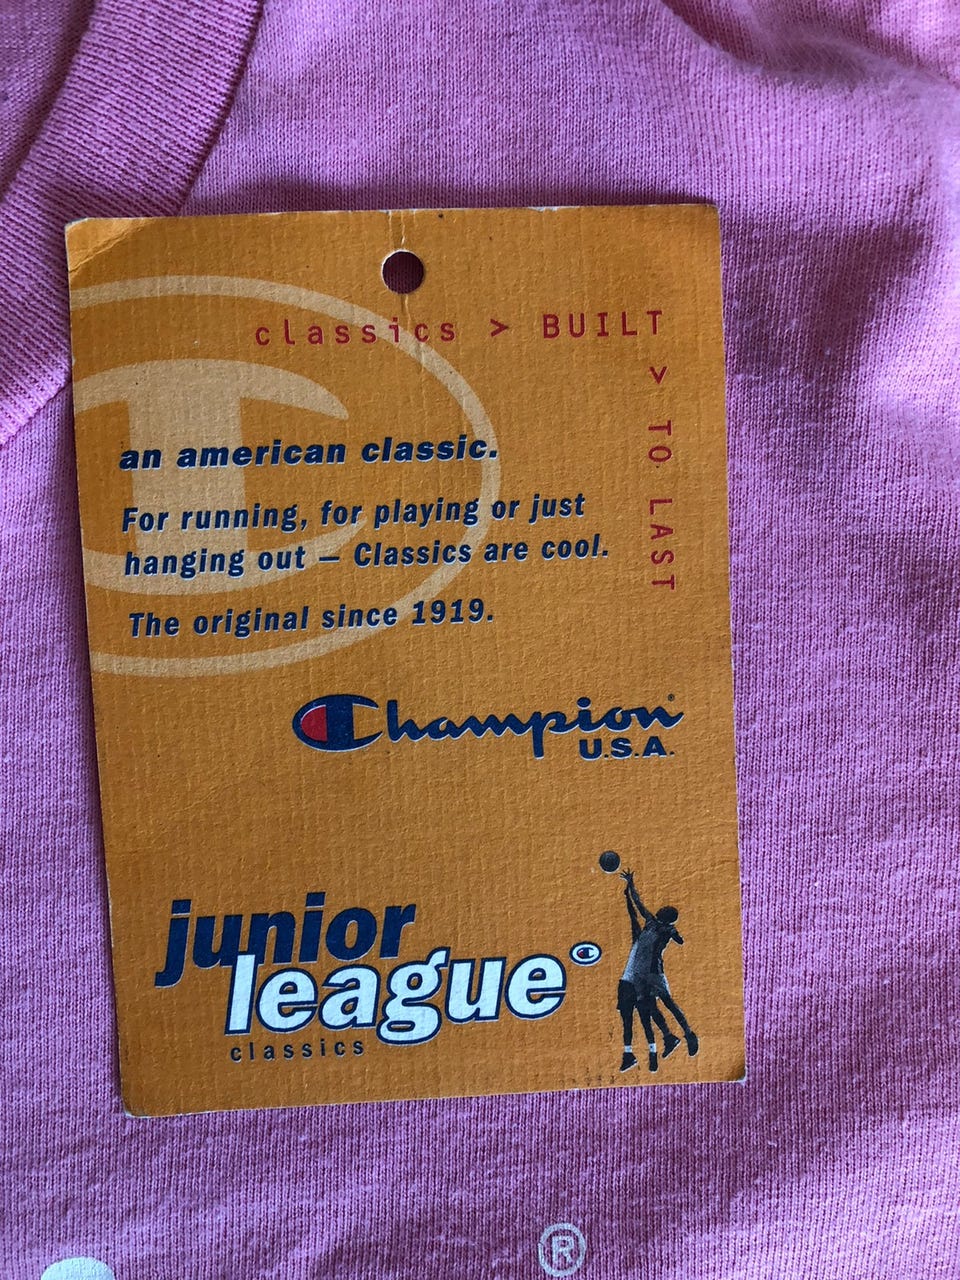 classics > BUILT
> TO LAST
an american classic.
For running, for playing or just
hanging out – Classics are cool.
The original since 1919.
Champion®
U.S.A.
junior
league
classics
®